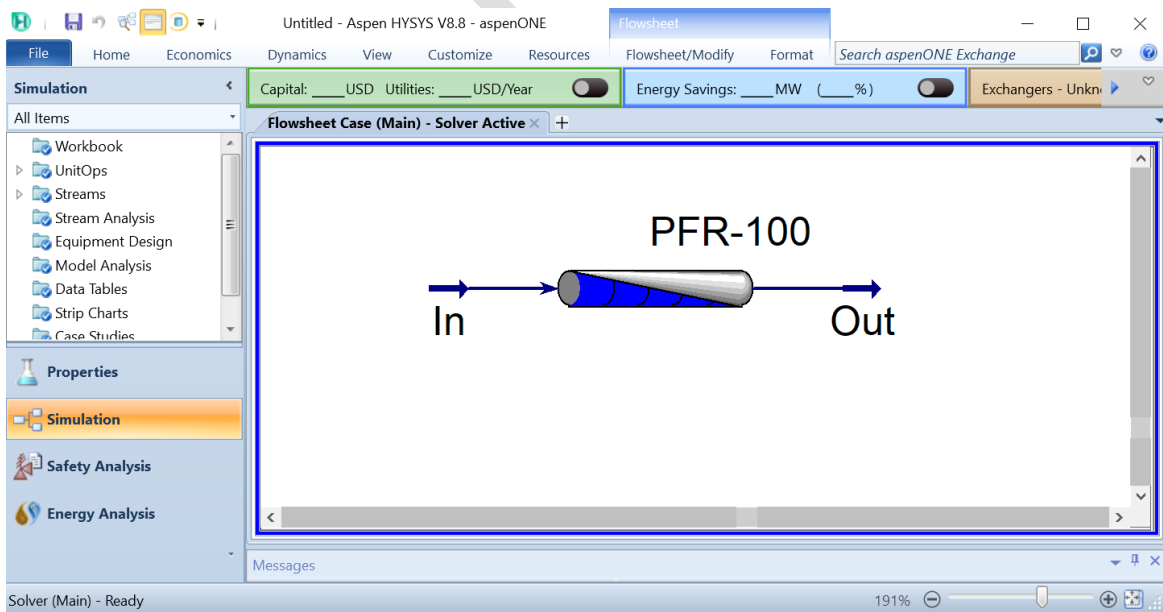 Untitled - Aspen HYSYS V8.8 - aspenONE
Flowsheet
File Home Economics Dynamics View Customize Resources Flowsheet/Modify Format Search aspenONE Exchange
Simulation
All Items
Workbook
UnitOps
Streams
Stream Analysis
Equipment Design
Model Analysis
Data Tables
Strip Charts
Case Studies
Properties
Simulation
Safety Analysis
Energy Analysis
Capital: ____USD Utilities: ____USD/Year
Energy Savings: ____MW (____%)
Exchangers - Unkn
Flowsheet Case (Main) - Solver Active
PFR-100
In
Out
Messages
Solver (Main) - Ready
191%